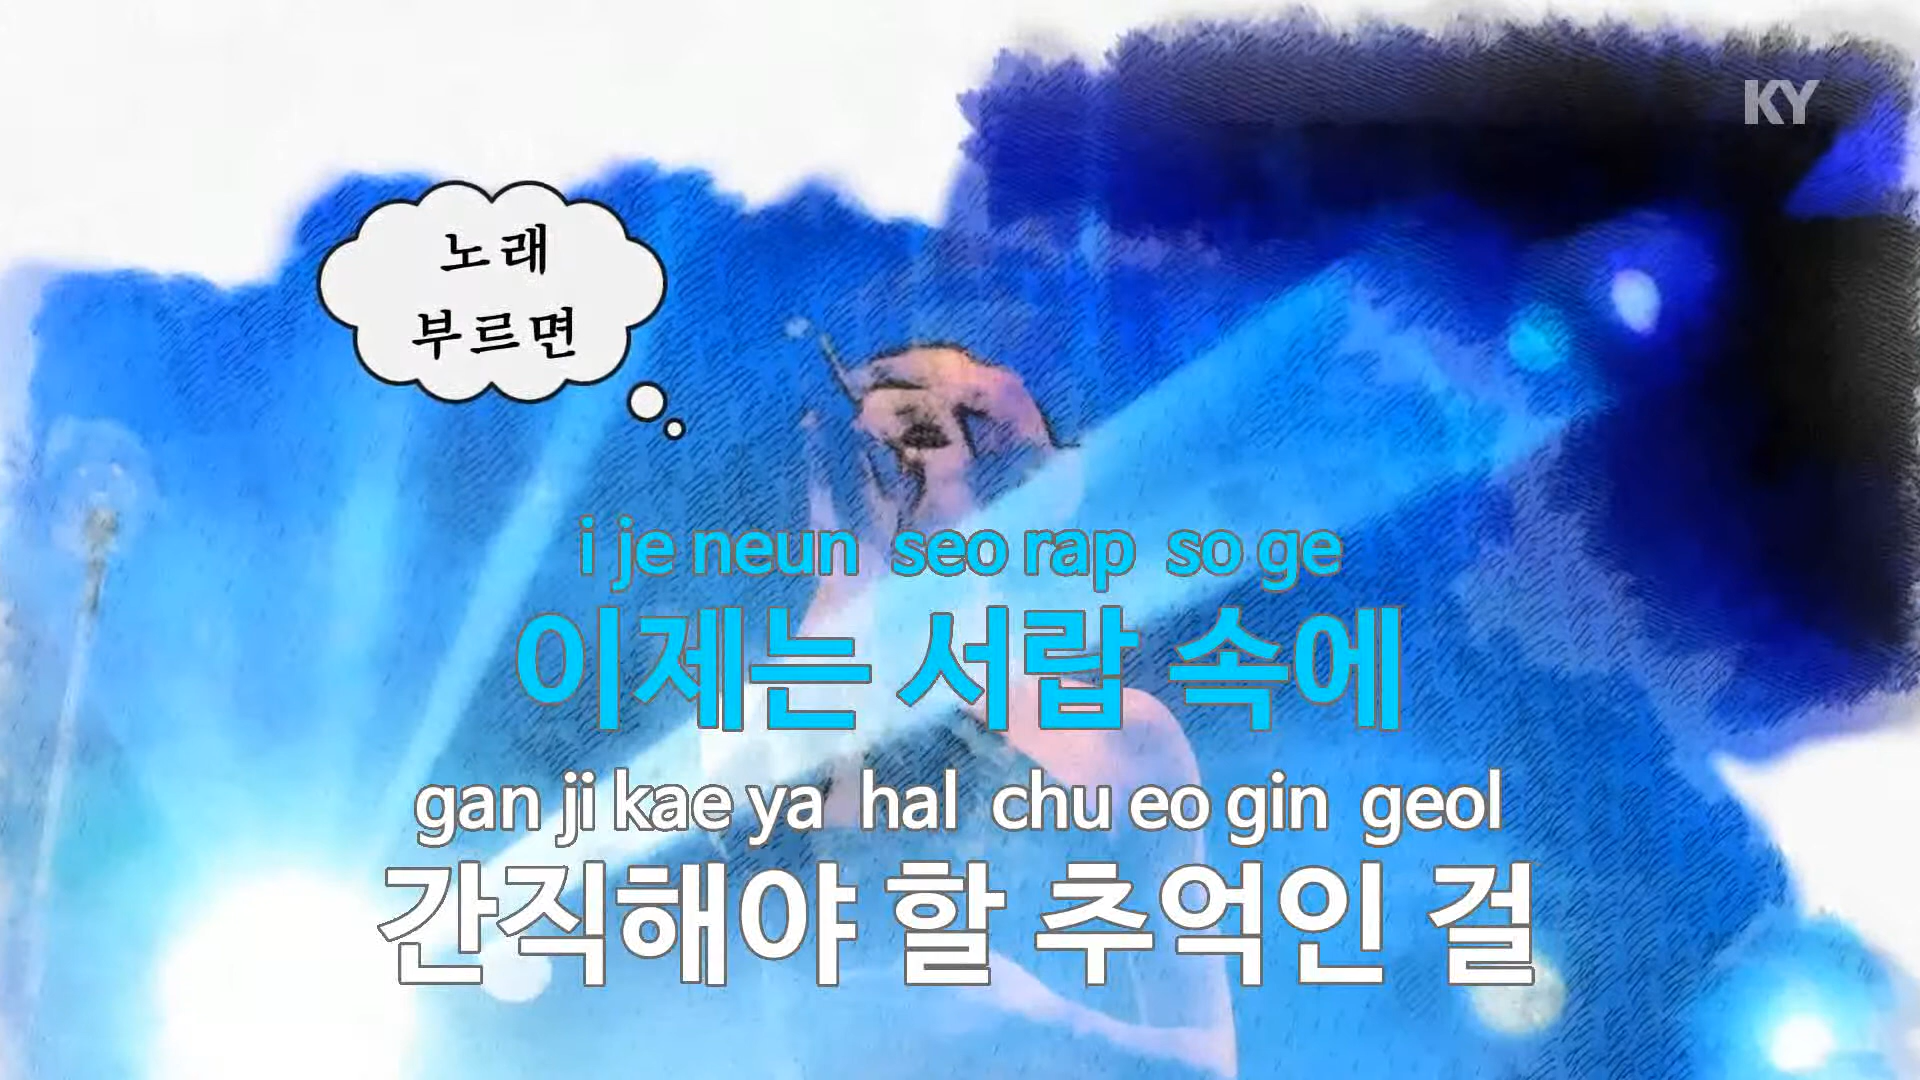 KY
노래
부르면
i je neun seo rap so ge
이제는 서랍 속에
gan ji kae ya hal chu eo gin geol
간직해야 할 추억인 걸